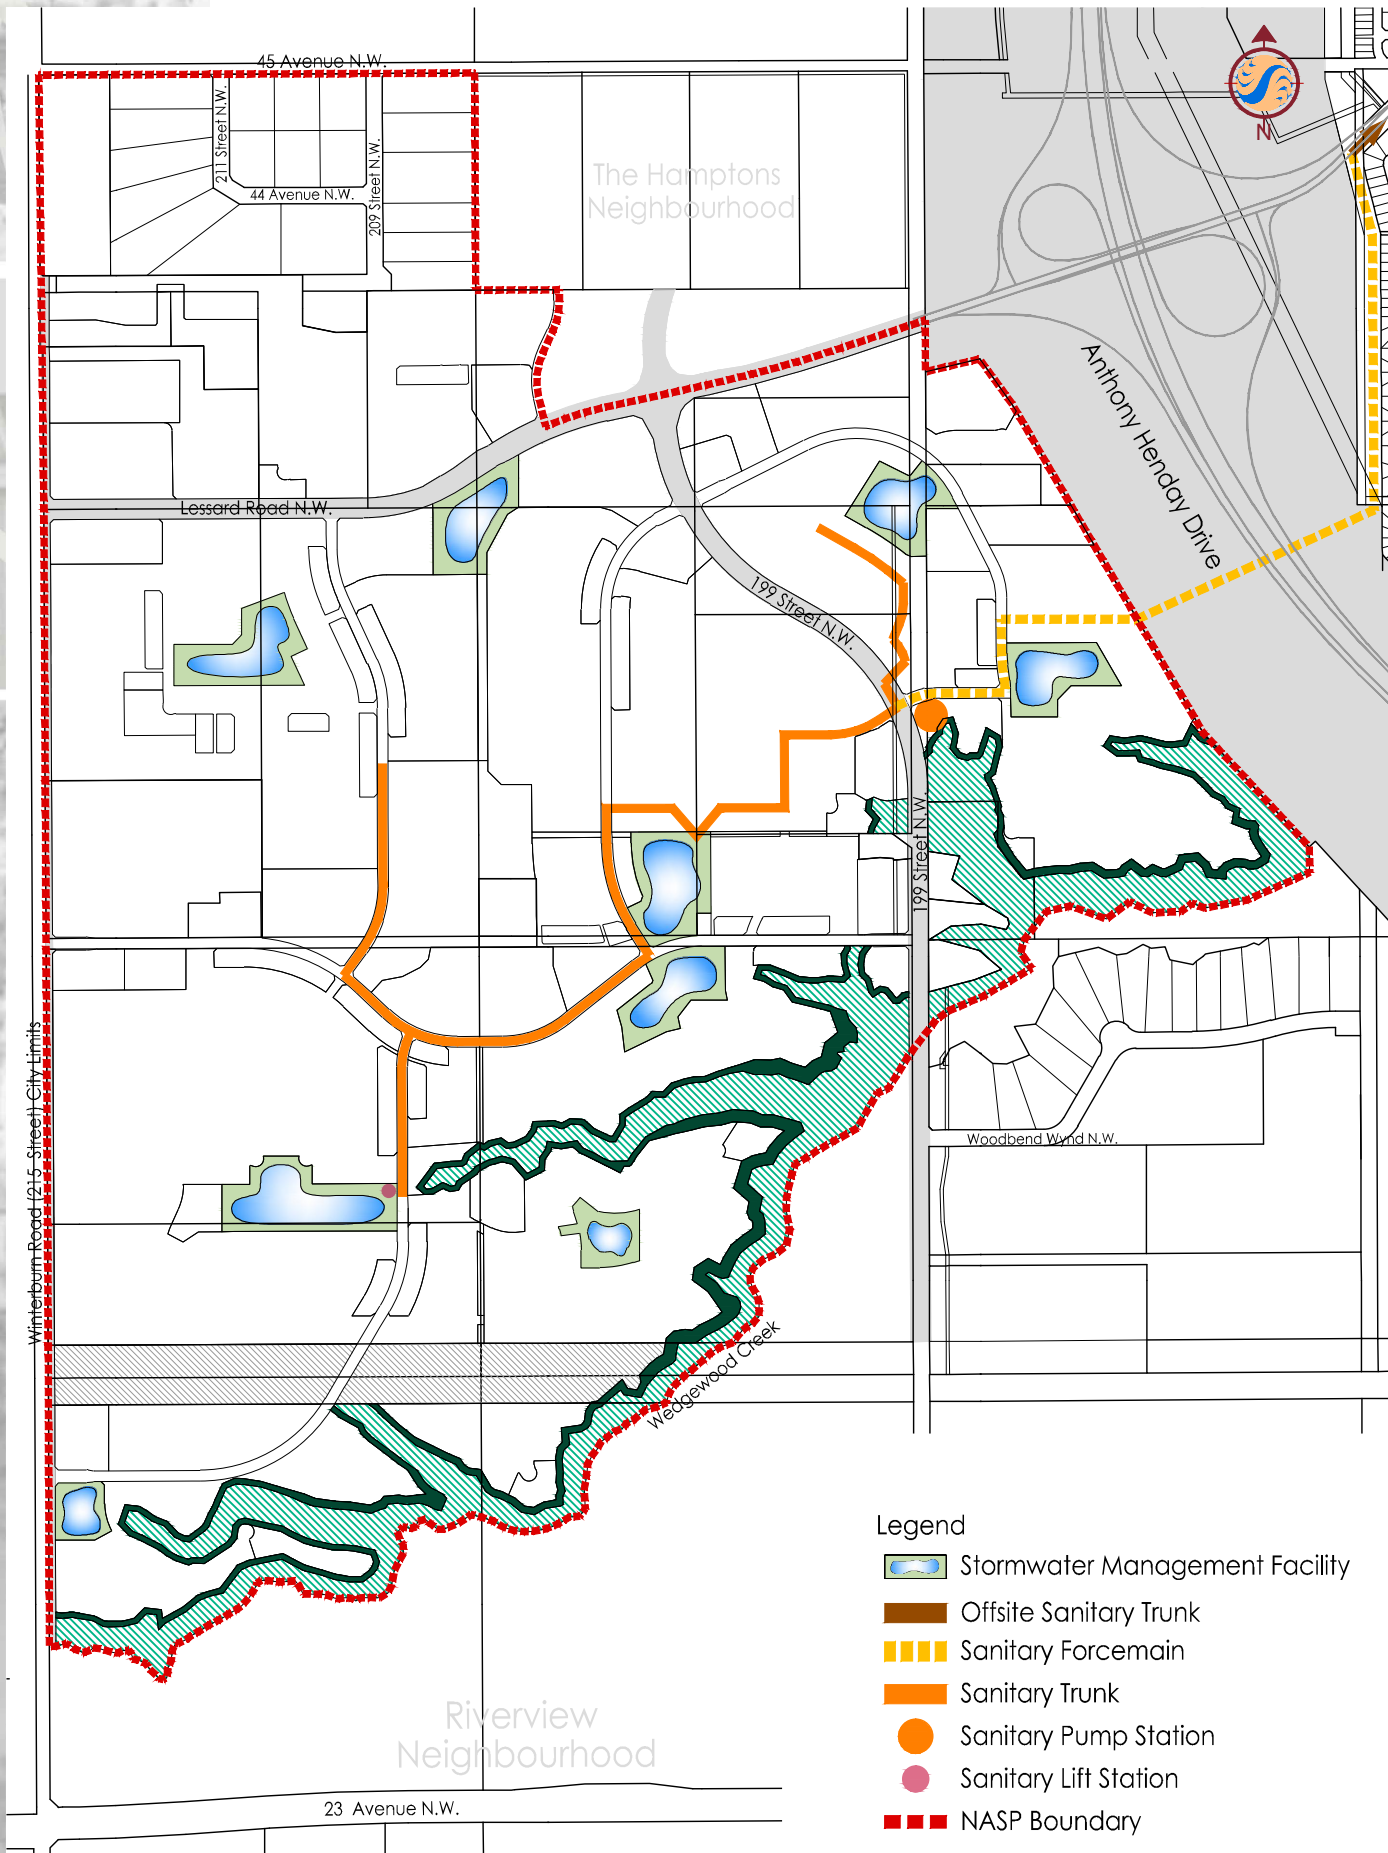 45 Avenue N.W.
211 Street N.W.
44 Avenue N.W.
209 Street N.W.
The Hamptons
Neighbourhood
N
Anthony Henday Drive
Lessard Road N.W.
199 Street N.W.
199 Street N.W.
Winterburn Road (215 Street) City Limits
Woodbend Wynd N.W.
Wedgewood Creek
Riverview
Neighbourhood
23 Avenue N.W.
Legend
Stormwater Management Facility
Offsite Sanitary Trunk
Sanitary Forcemain
Sanitary Trunk
Sanitary Pump Station
Sanitary Lift Station
NASP Boundary